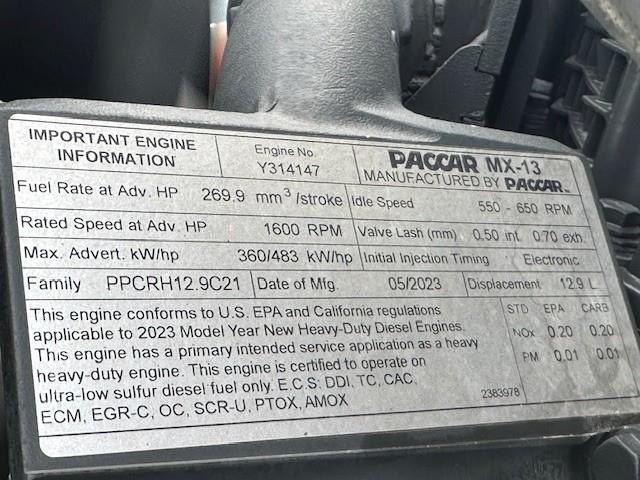 IMPORTANT ENGINE
INFORMATION
Engine No.
Y314147
PACCAR MX-13
MANUFACTURED BY PACCAR
Fuel Rate at Adv. HP 269.9 mm³/stroke Idle Speed 550 - 650 RPM
Rated Speed at Adv. HP 1600 RPM Valve Lash (mm) 0.50 int. 0.70 exh.
Max. Advert. kW/hp 360/483 kW/hp Initial Injection Timing Electronic
Family PPCRH12.9C21 Date of Mfg. 05/2023 Displacement 12.9 L
This engine conforms to U.S. EPA and California regulations
applicable to 2023 Model Year New Heavy-Duty Diesel Engines.
This engine has a primary intended service application as a heavy
heavy-duty engine. This engine is certified to operate on
ultra-low sulfur diesel fuel only. E.C.S: DDI, TC, CAC,
ECM, EGR-C, OC, SCR-U, PTOX, AMOX
STD EPA CARB
NOx 0.20 0.20
PM 0.01 0.01
2383978